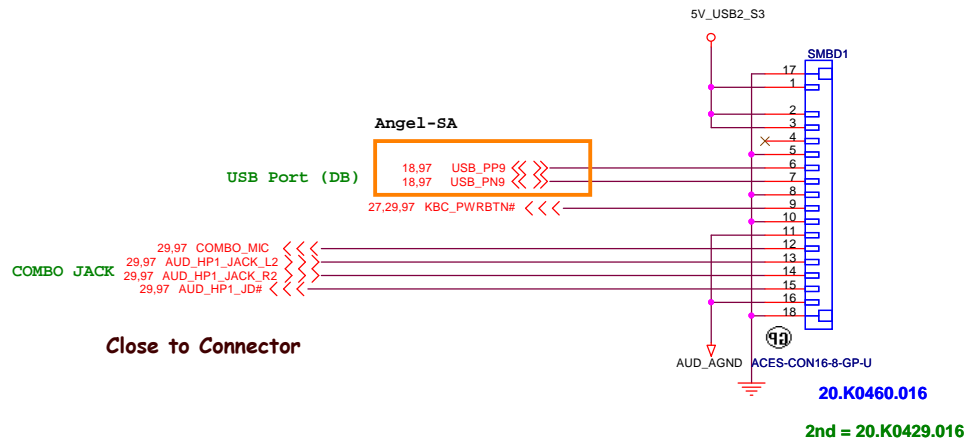 5V_USB2_S3
SMBD1
17
1
2
3
4
5
6
7
8
9
10
11
12
13
14
15
16
18
Angel-SA
USB Port (DB)
18,97 USB_PP9
18,97 USB_PN9
27,29,97 KBC_PWRBTN#
COMBO JACK
29,97 COMBO_MIC
29,97 AUD_HP1_JACK_L2
29,97 AUD_HP1_JACK_R2
29,97 AUD_HP1_JD#
Close to Connector
AUD_AGND
ACES-CON16-8-GP-U
20.K0460.016
2nd = 20.K0429.016